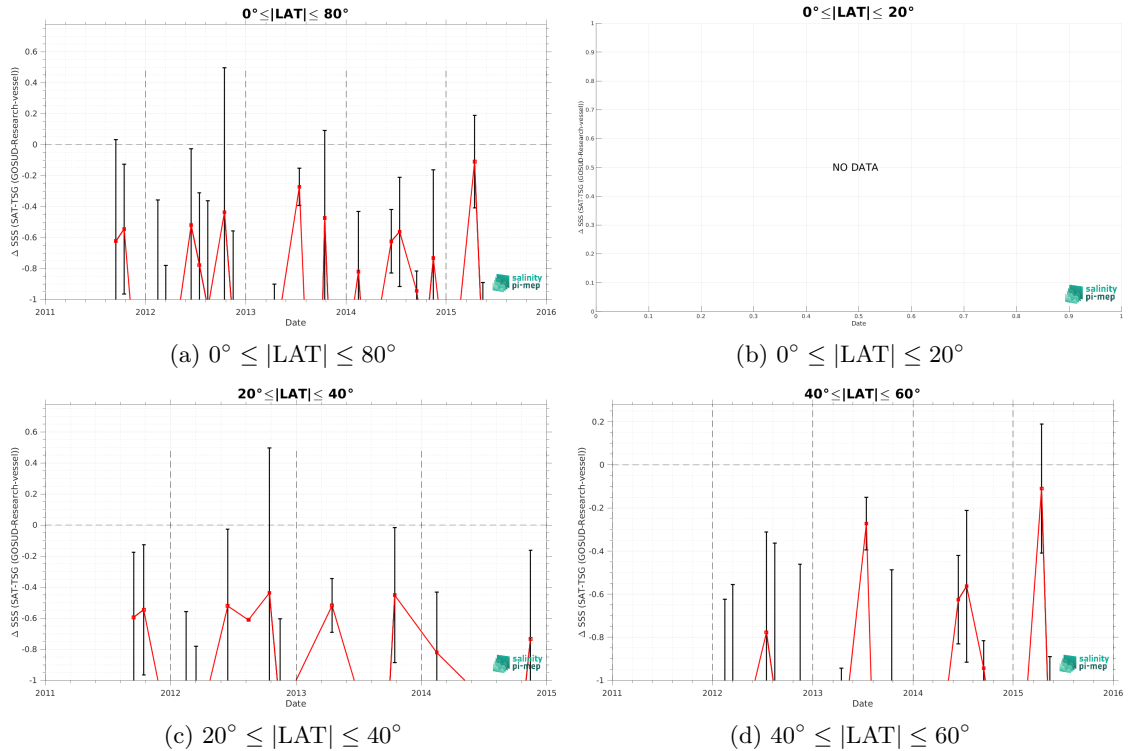 0°≤|LAT|≤ 80°
Δ SSS (SAT-TSG (GOSUD-Research-vessel))
0.6
0.4
0.2
0
-0.2
-0.4
-0.6
-0.8
-1
2011 2012 2013 2014 2015 2016
Date
salinity
pi-mep
(a) 0° ≤ |LAT| ≤ 80°
0°≤|LAT|≤ 20°
Δ SSS (SAT-TSG (GOSUD-Research-vessel))
1
0.9
0.8
0.7
0.6
0.5
0.4
0.3
0.2
0.1
0
NO DATA
0 0.1 0.2 0.3 0.4 0.5 0.6 0.7 0.8 0.9 1
Date
salinity
pi-mep
(b) 0° ≤ |LAT| ≤ 20°
20°≤|LAT|≤ 40°
Δ SSS (SAT-TSG (GOSUD-Research-vessel))
0.6
0.4
0.2
0
-0.2
-0.4
-0.6
-0.8
-1
2011 2012 2013 2014 2015
Date
salinity
pi-mep
(c) 20° ≤ |LAT| ≤ 40°
40°≤|LAT|≤ 60°
Δ SSS (SAT-TSG (GOSUD-Research-vessel))
0.2
0
-0.2
-0.4
-0.6
-0.8
-1
2011 2012 2013 2014 2015 2016
Date
salinity
pi-mep
(d) 40° ≤ |LAT| ≤ 60°